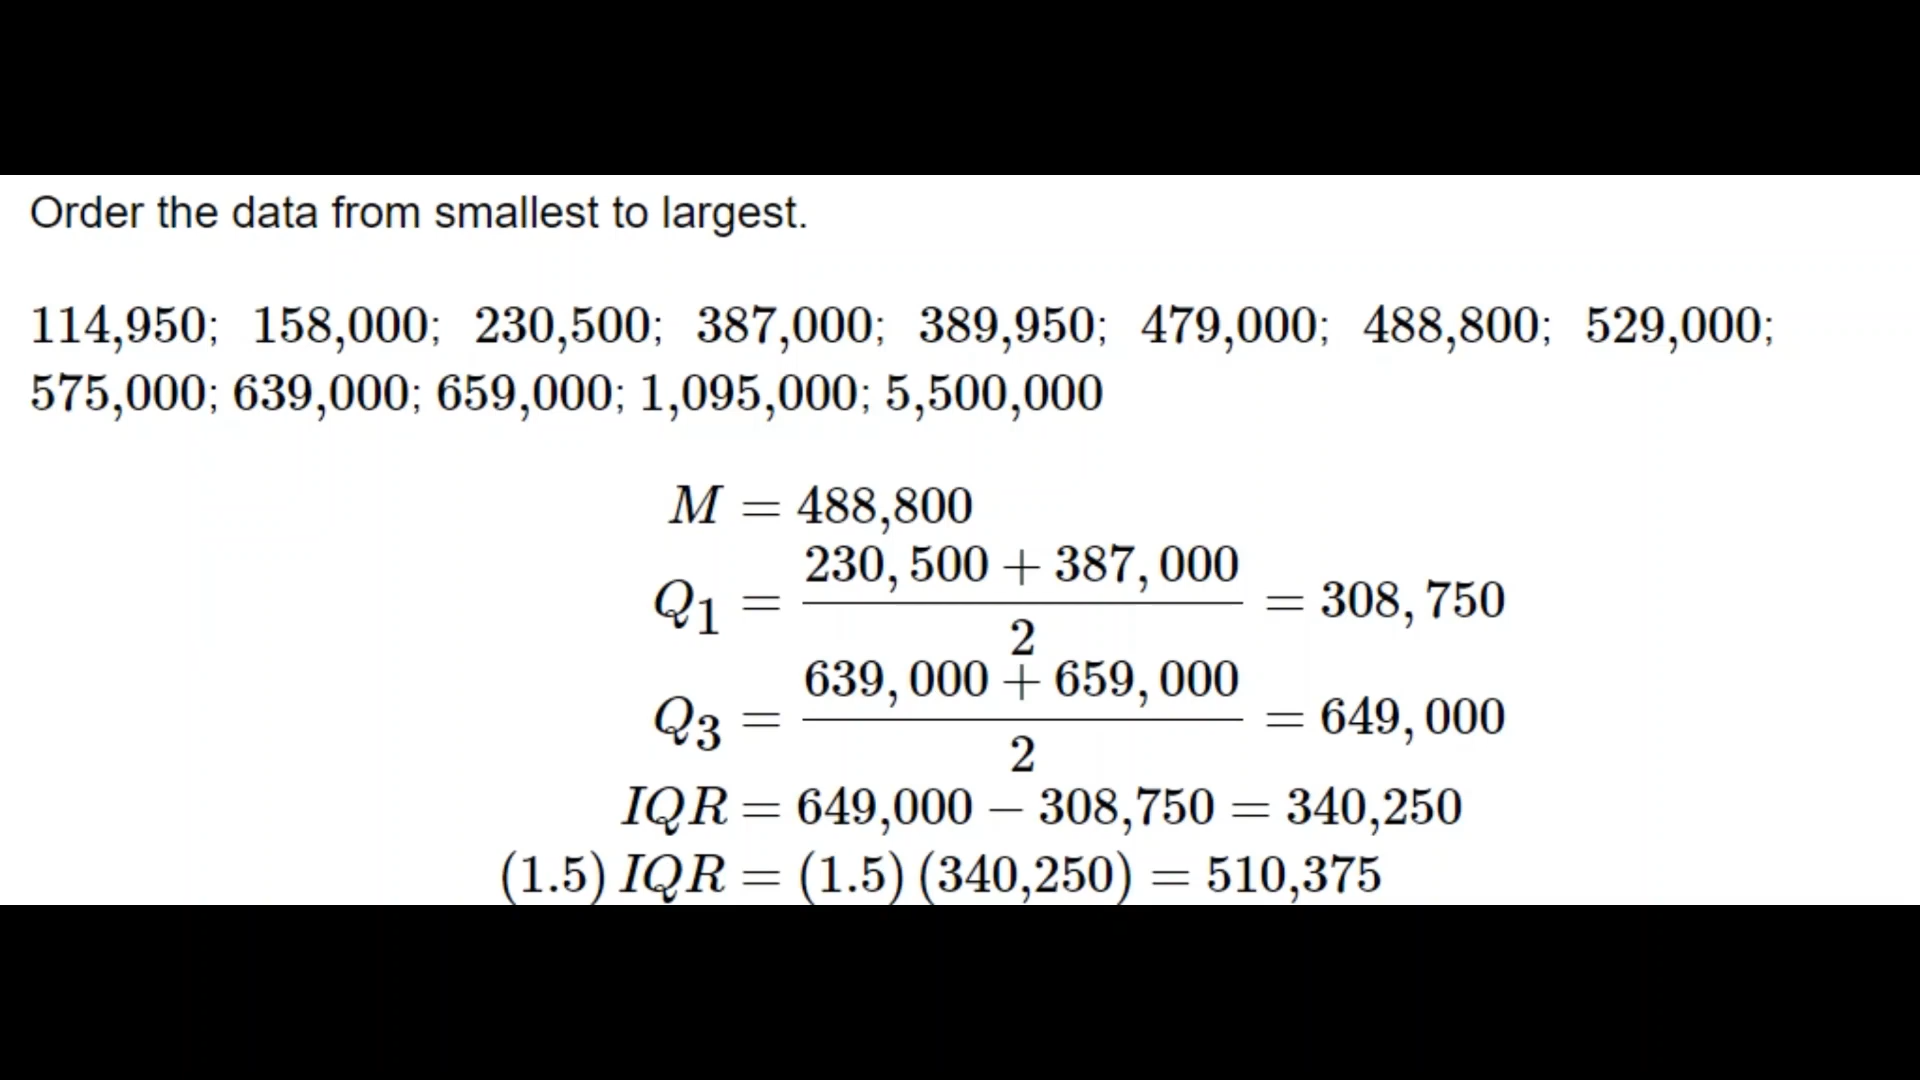 Order the data from smallest to largest.
114,950; 158,000; 230,500; 387,000; 389,950; 479,000; 488,800; 529,000;
575,000; 639,000; 659,000; 1,095,000; 5,500,000
M = 488,800
Q1 = (230, 500 + 387, 000) / 2 = 308, 750
Q3 = (639, 000 + 659, 000) / 2 = 649, 000
IQR = 649,000 − 308,750 = 340,250
(1.5) IQR = (1.5) (340,250) = 510,375